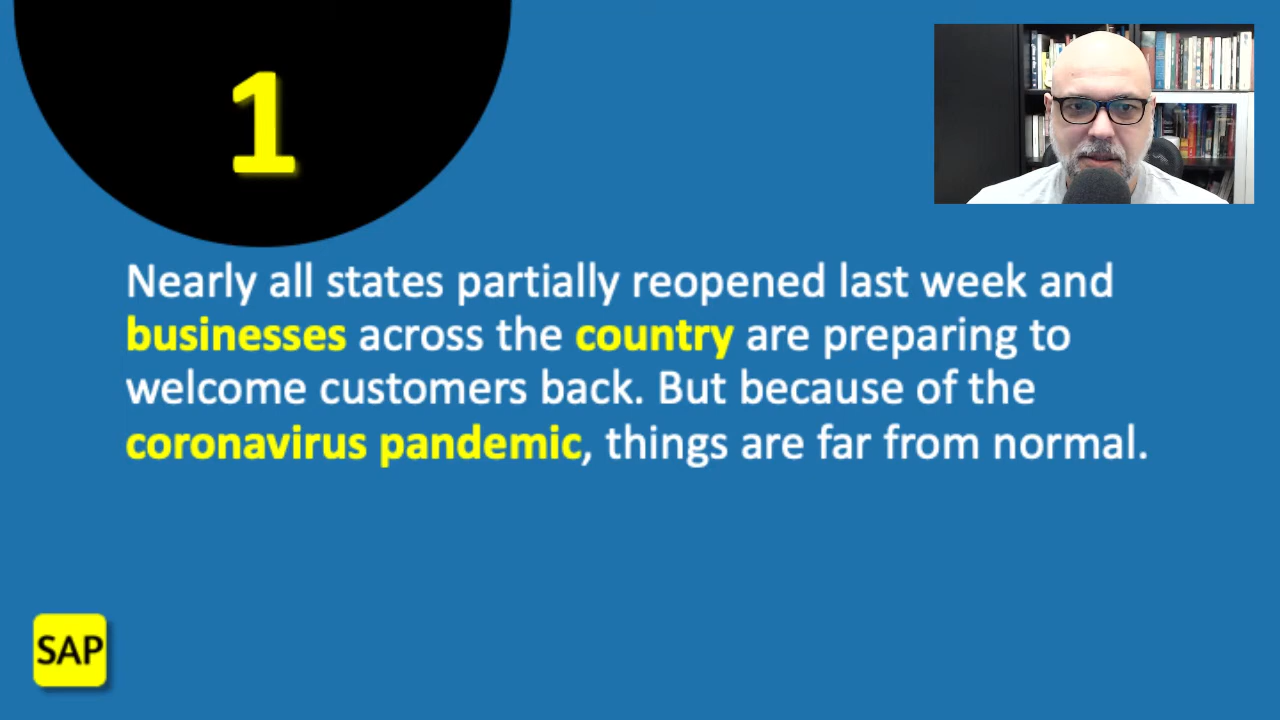 1
Nearly all states partially reopened last week and
businesses across the country are preparing to
welcome customers back. But because of the
coronavirus pandemic, things are far from normal.
SAP